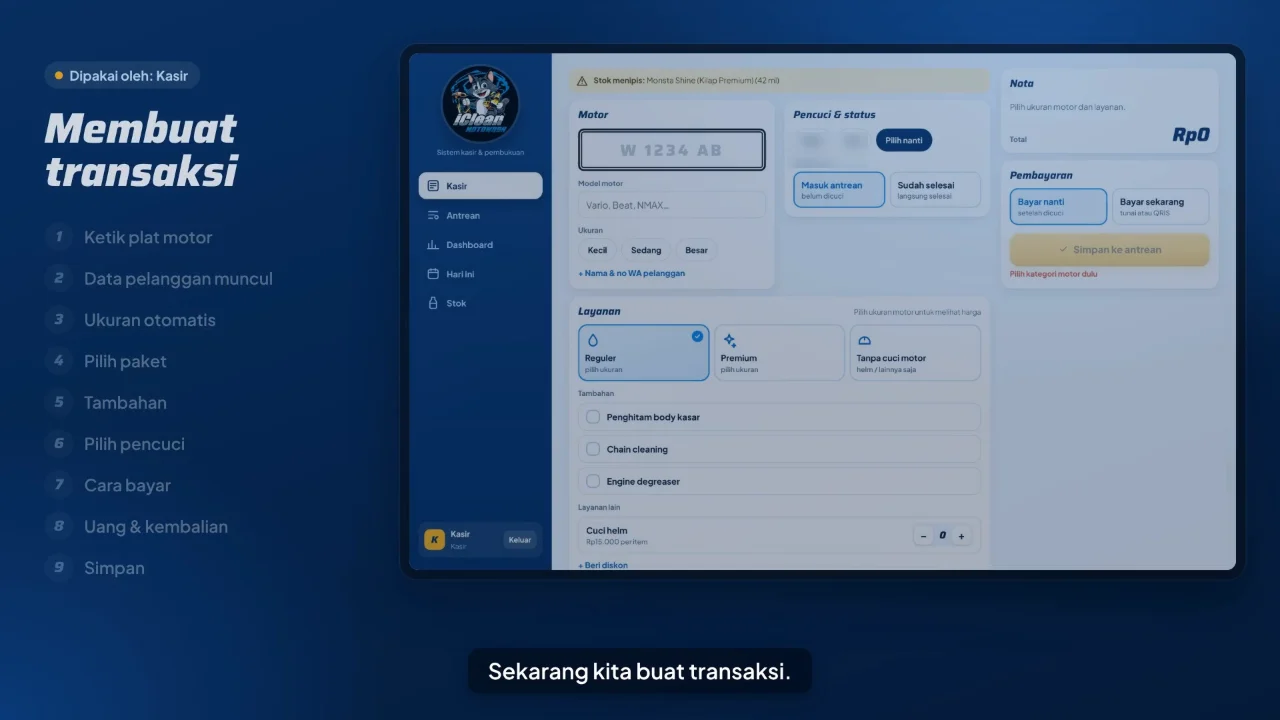 Dipakai oleh: Kasir
Membuat
transaksi
1 Ketik plat motor
2 Data pelanggan muncul
3 Ukuran otomatis
4 Pilih paket
5 Tambahan
6 Pilih pencuci
7 Cara bayar
8 Uang & kembalian
9 Simpan
iClean
MOTOWASH
Sistem kasir & pembukuan
Kasir
Antrean
Dashboard
Hari ini
Stok
K
Kasir
Kasir
Keluar
Stok menipis: Monsta Shine (Kilap Premium) (42 ml)
Motor
W 1234 AB
Model motor
Vario, Beat, NMAX...
Ukuran
Kecil
Sedang
Besar
+ Nama & no WA pelanggan
Pencuci & status
Pilih nanti
Masuk antrean
belum dicuci
Sudah selesai
langsung selesai
Layanan
Pilih ukuran motor untuk melihat harga
Reguler
pilih ukuran
Premium
pilih ukuran
Tanpa cuci motor
helm / lainnya saja
Tambahan
Penghitam body kasar
Chain cleaning
Engine degreaser
Layanan lain
Cuci helm
Rp15.000 per item
− 0 +
+ Beri diskon
Nota
Pilih ukuran motor dan layanan.
Total
Rp0
Pembayaran
Bayar nanti
setelah dicuci
Bayar sekarang
tunai atau QRIS
Simpan ke antrean
Pilih kategori motor dulu
Sekarang kita buat transaksi.